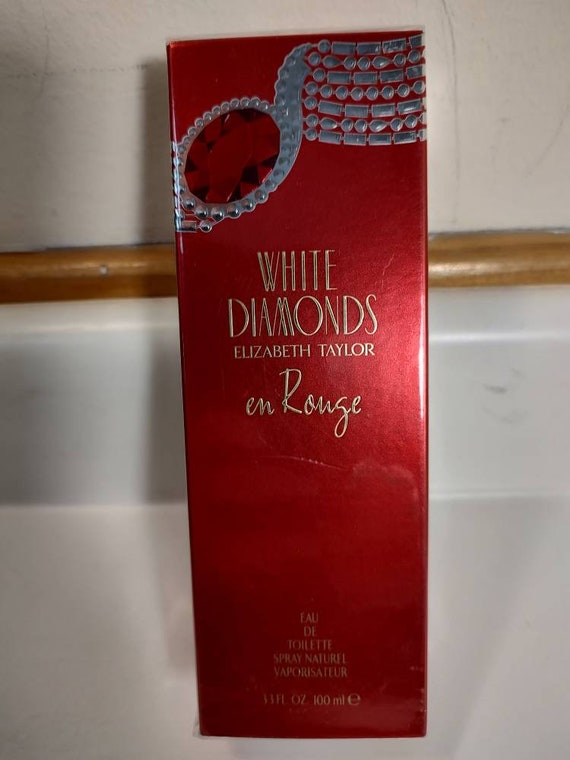 WHITE
DIAMONDS
ELIZABETH TAYLOR
en Rouge
EAU
DE
TOILETTE
SPRAY NATUREL
VAPORISATEUR
3.3 FL. OZ. 100 ml ℮